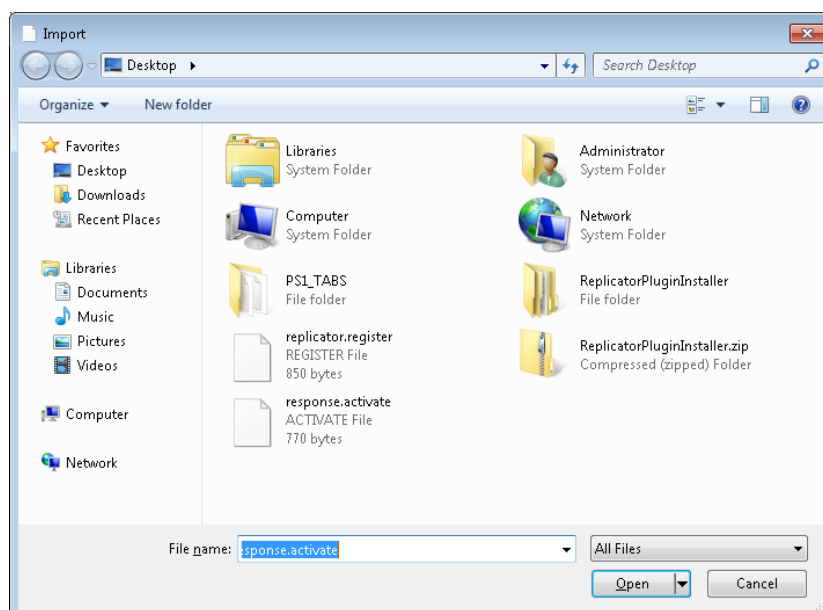 Import
Desktop
Search Desktop
Organize New folder
Favorites
Desktop
Downloads
Recent Places
Libraries
Documents
Music
Pictures
Videos
Computer
Network
Libraries
System Folder
Administrator
System Folder
Computer
System Folder
Network
System Folder
PS1_TABS
File folder
ReplicatorPluginInstaller
File folder
replicator.register
REGISTER File
850 bytes
ReplicatorPluginInstaller.zip
Compressed (zipped) Folder
response.activate
ACTIVATE File
770 bytes
File name: sponse.activate All Files
Open Cancel